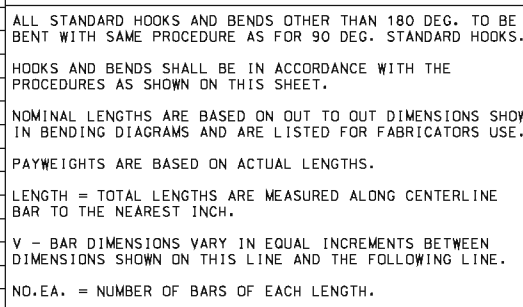 ALL STANDARD HOOKS AND BENDS OTHER THAN 180 DEG. TO BE
BENT WITH SAME PROCEDURE AS FOR 90 DEG. STANDARD HOOKS.
HOOKS AND BENDS SHALL BE IN ACCORDANCE WITH THE
PROCEDURES AS SHOWN ON THIS SHEET.
NOMINAL LENGTHS ARE BASED ON OUT TO OUT DIMENSIONS SHOW
IN BENDING DIAGRAMS AND ARE LISTED FOR FABRICATORS USE.
PAYWEIGHTS ARE BASED ON ACTUAL LENGTHS.
LENGTH = TOTAL LENGTHS ARE MEASURED ALONG CENTERLINE
BAR TO THE NEAREST INCH.
V - BAR DIMENSIONS VARY IN EQUAL INCREMENTS BETWEEN
DIMENSIONS SHOWN ON THIS LINE AND THE FOLLOWING LINE.
NO.EA. = NUMBER OF BARS OF EACH LENGTH.